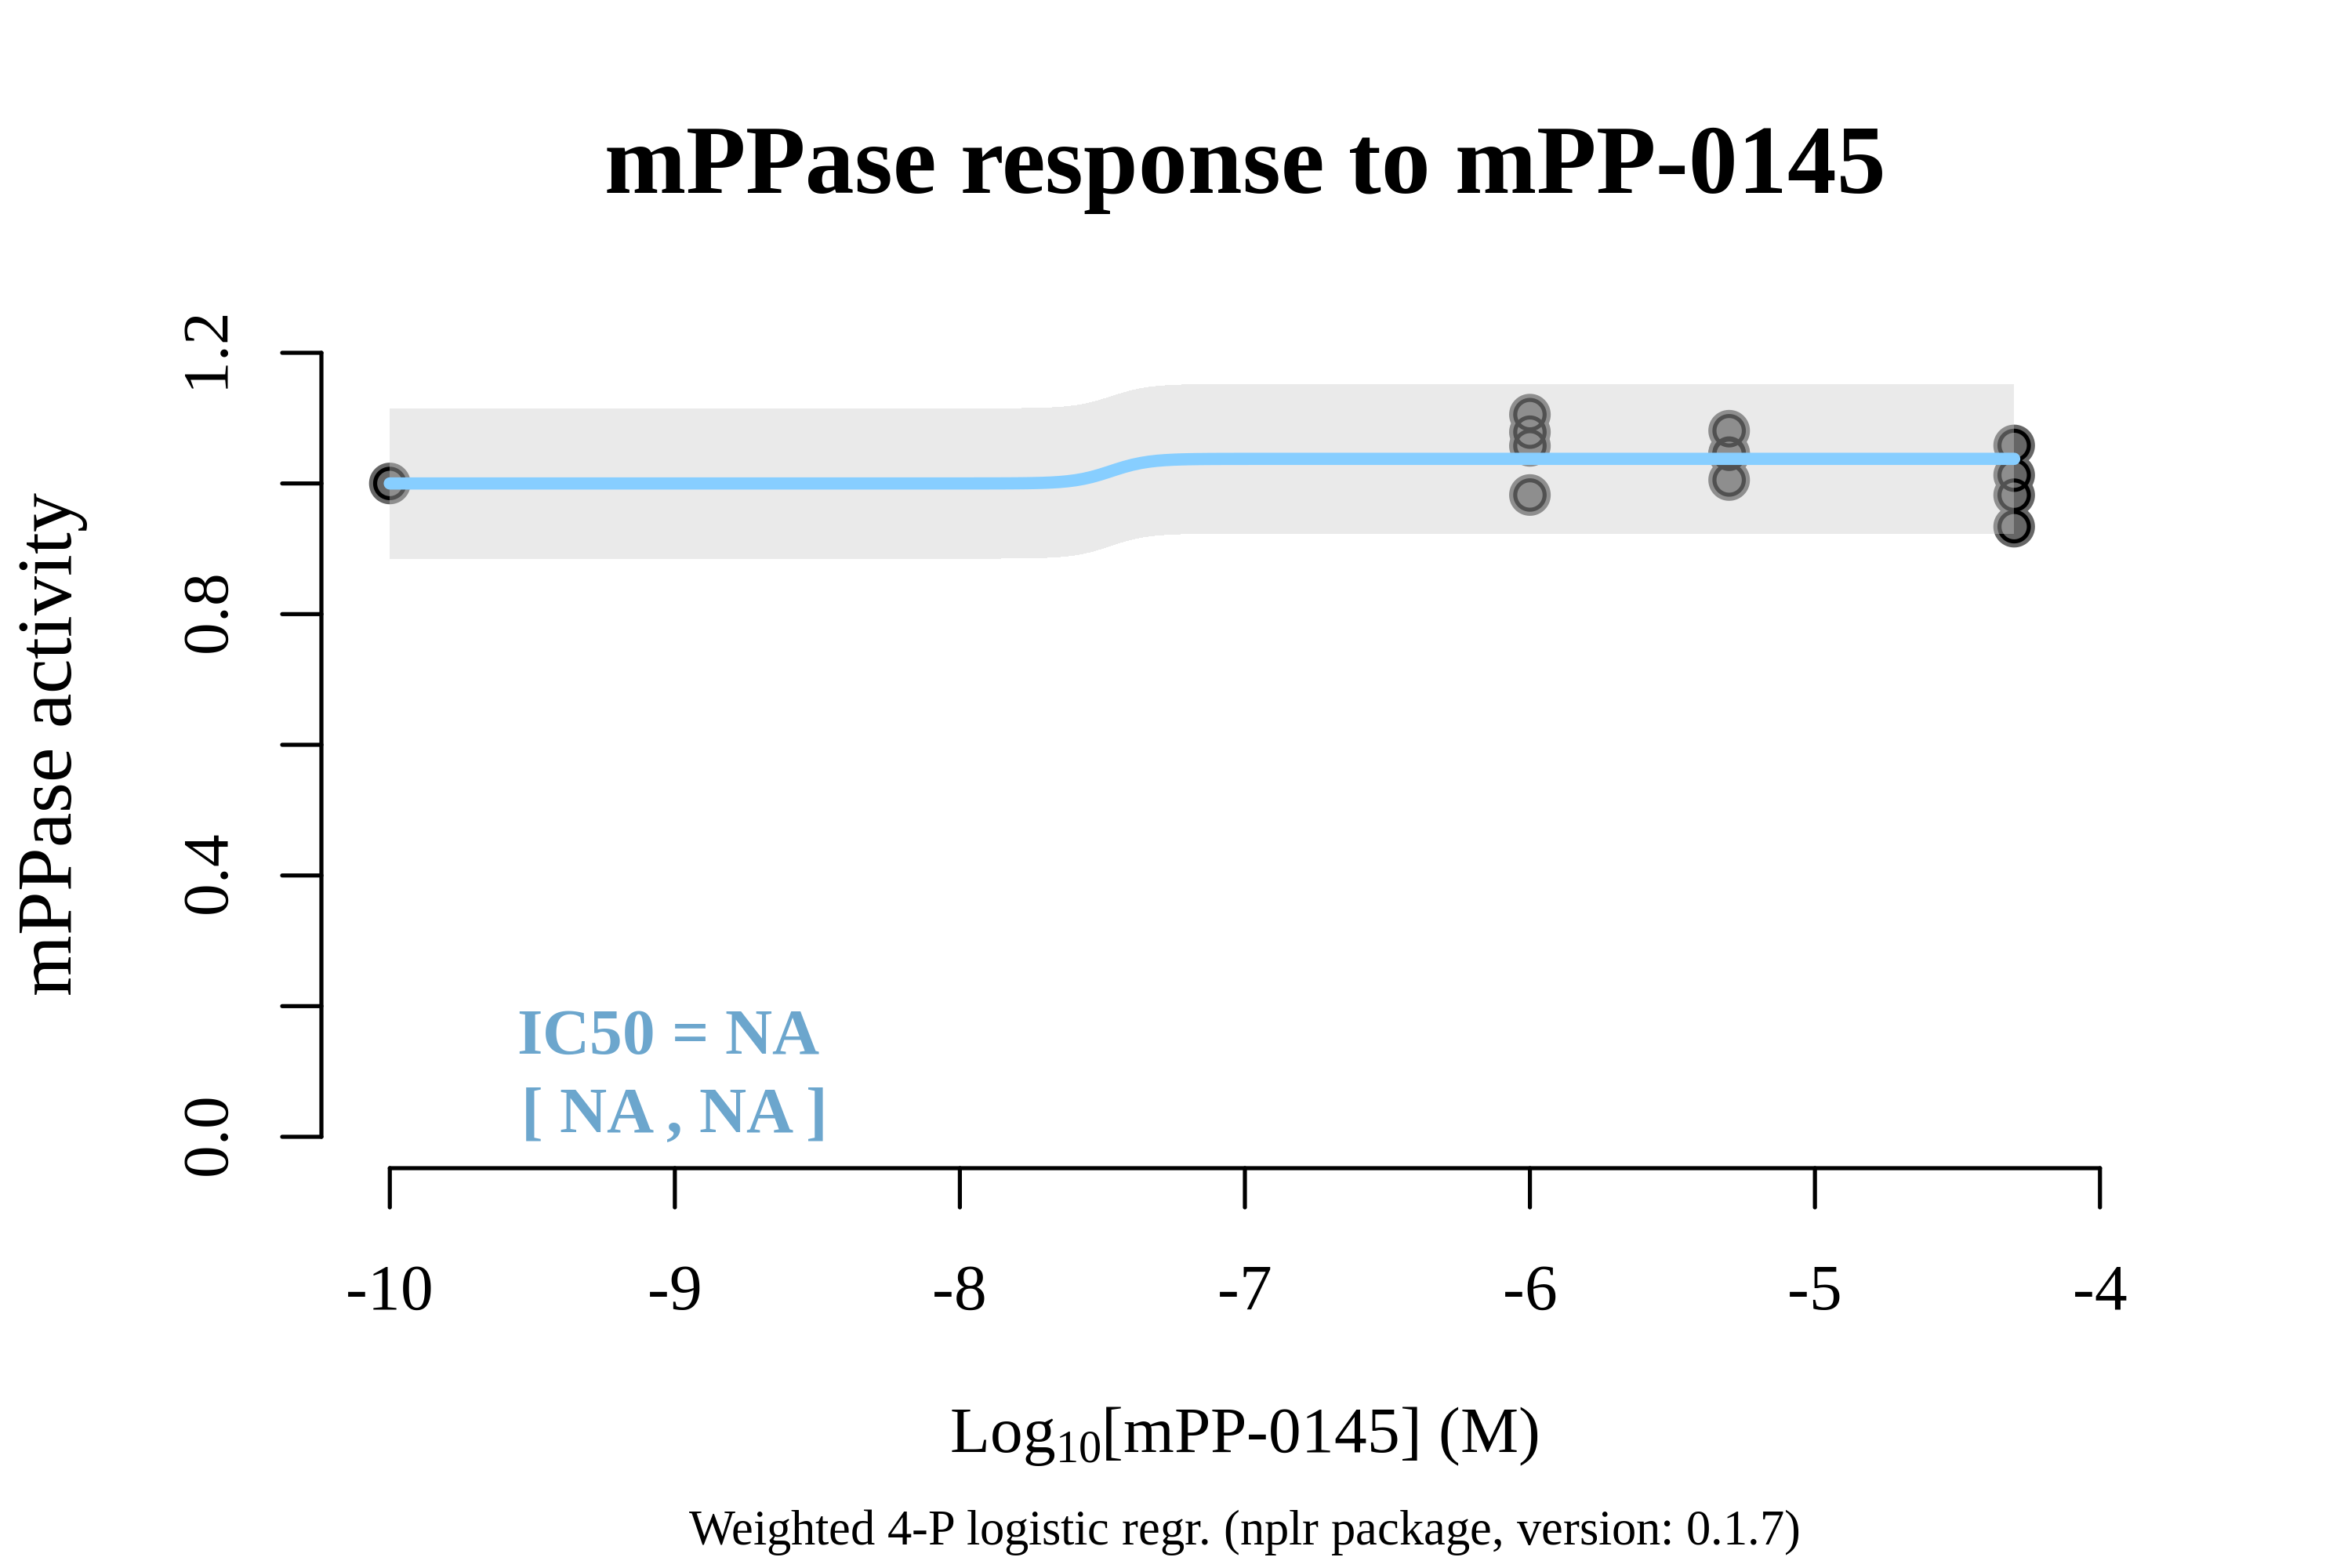 mPPase response to mPP-0145
mPPase activity
1.2
0.8
0.4
0.0
IC50 = NA
[ NA , NA ]
-10 -9 -8 -7 -6 -5 -4
Log10[mPP-0145] (M)
Weighted 4-P logistic regr. (nplr package, version: 0.1.7)